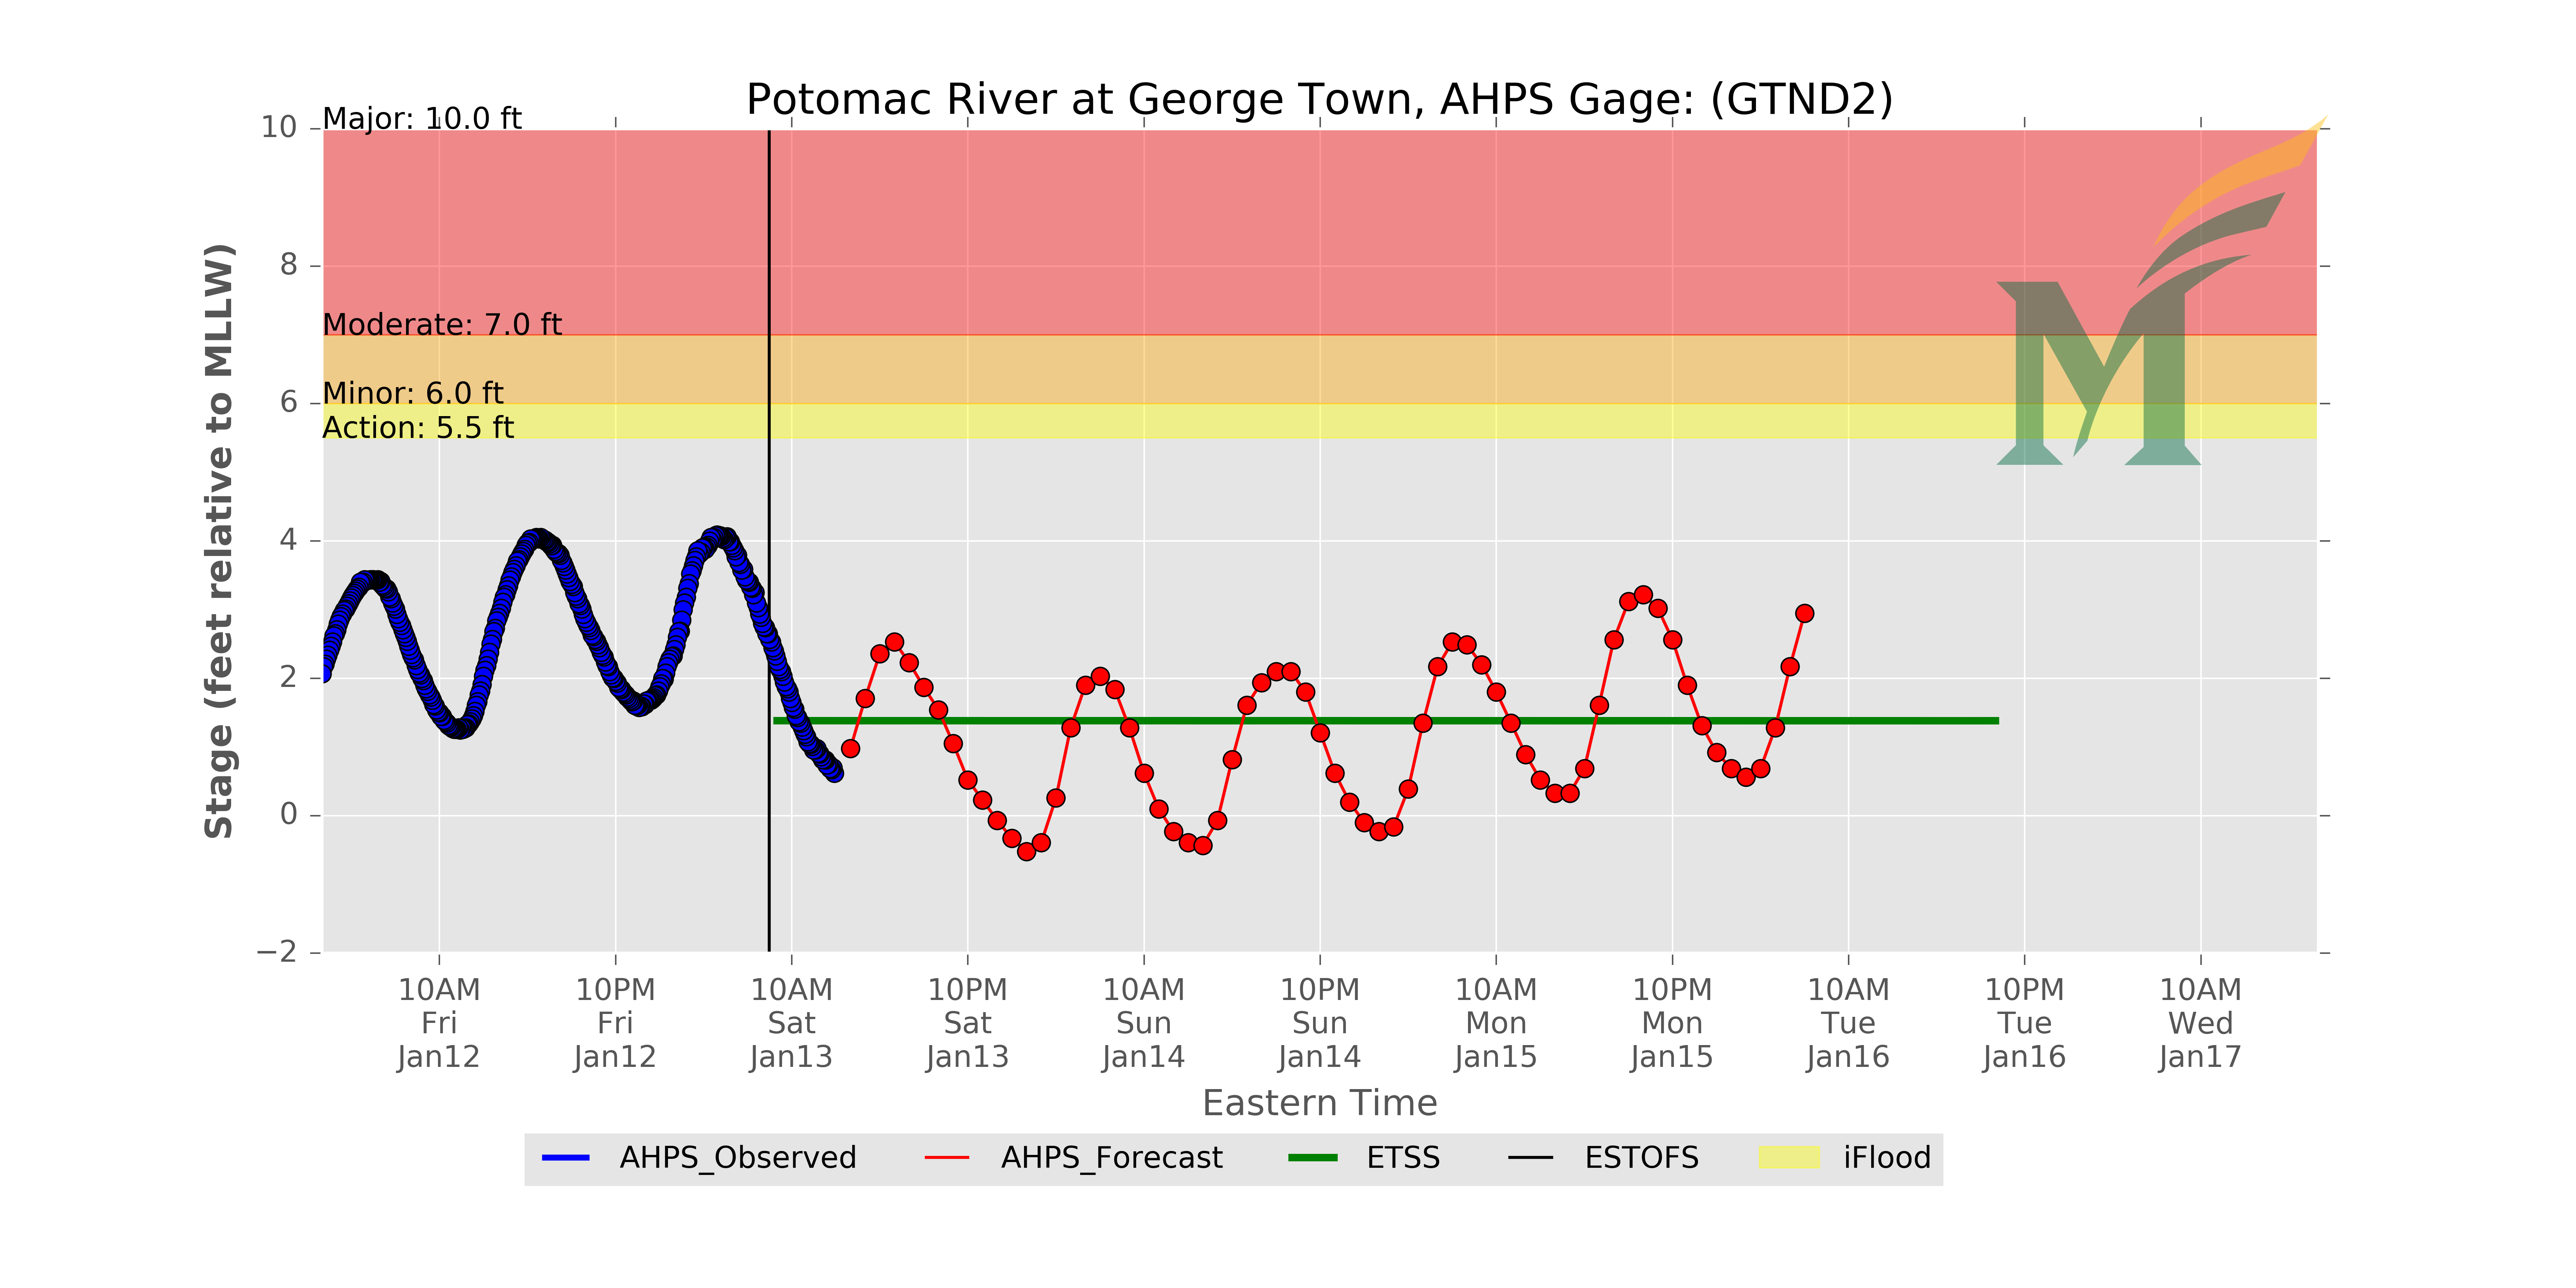 Potomac River at George Town, AHPS Gage: (GTND2)
Major: 10.0 ft
Moderate: 7.0 ft
Minor: 6.0 ft
Action: 5.5 ft
Stage (feet relative to MLLW)
10
8
6
4
2
0
−2
10AM
Fri
Jan12
10PM
Fri
Jan12
10AM
Sat
Jan13
10PM
Sat
Jan13
10AM
Sun
Jan14
10PM
Sun
Jan14
10AM
Mon
Jan15
10PM
Mon
Jan15
10AM
Tue
Jan16
10PM
Tue
Jan16
10AM
Wed
Jan17
Eastern Time
AHPS_Observed
AHPS_Forecast
ETSS
ESTOFS
iFlood